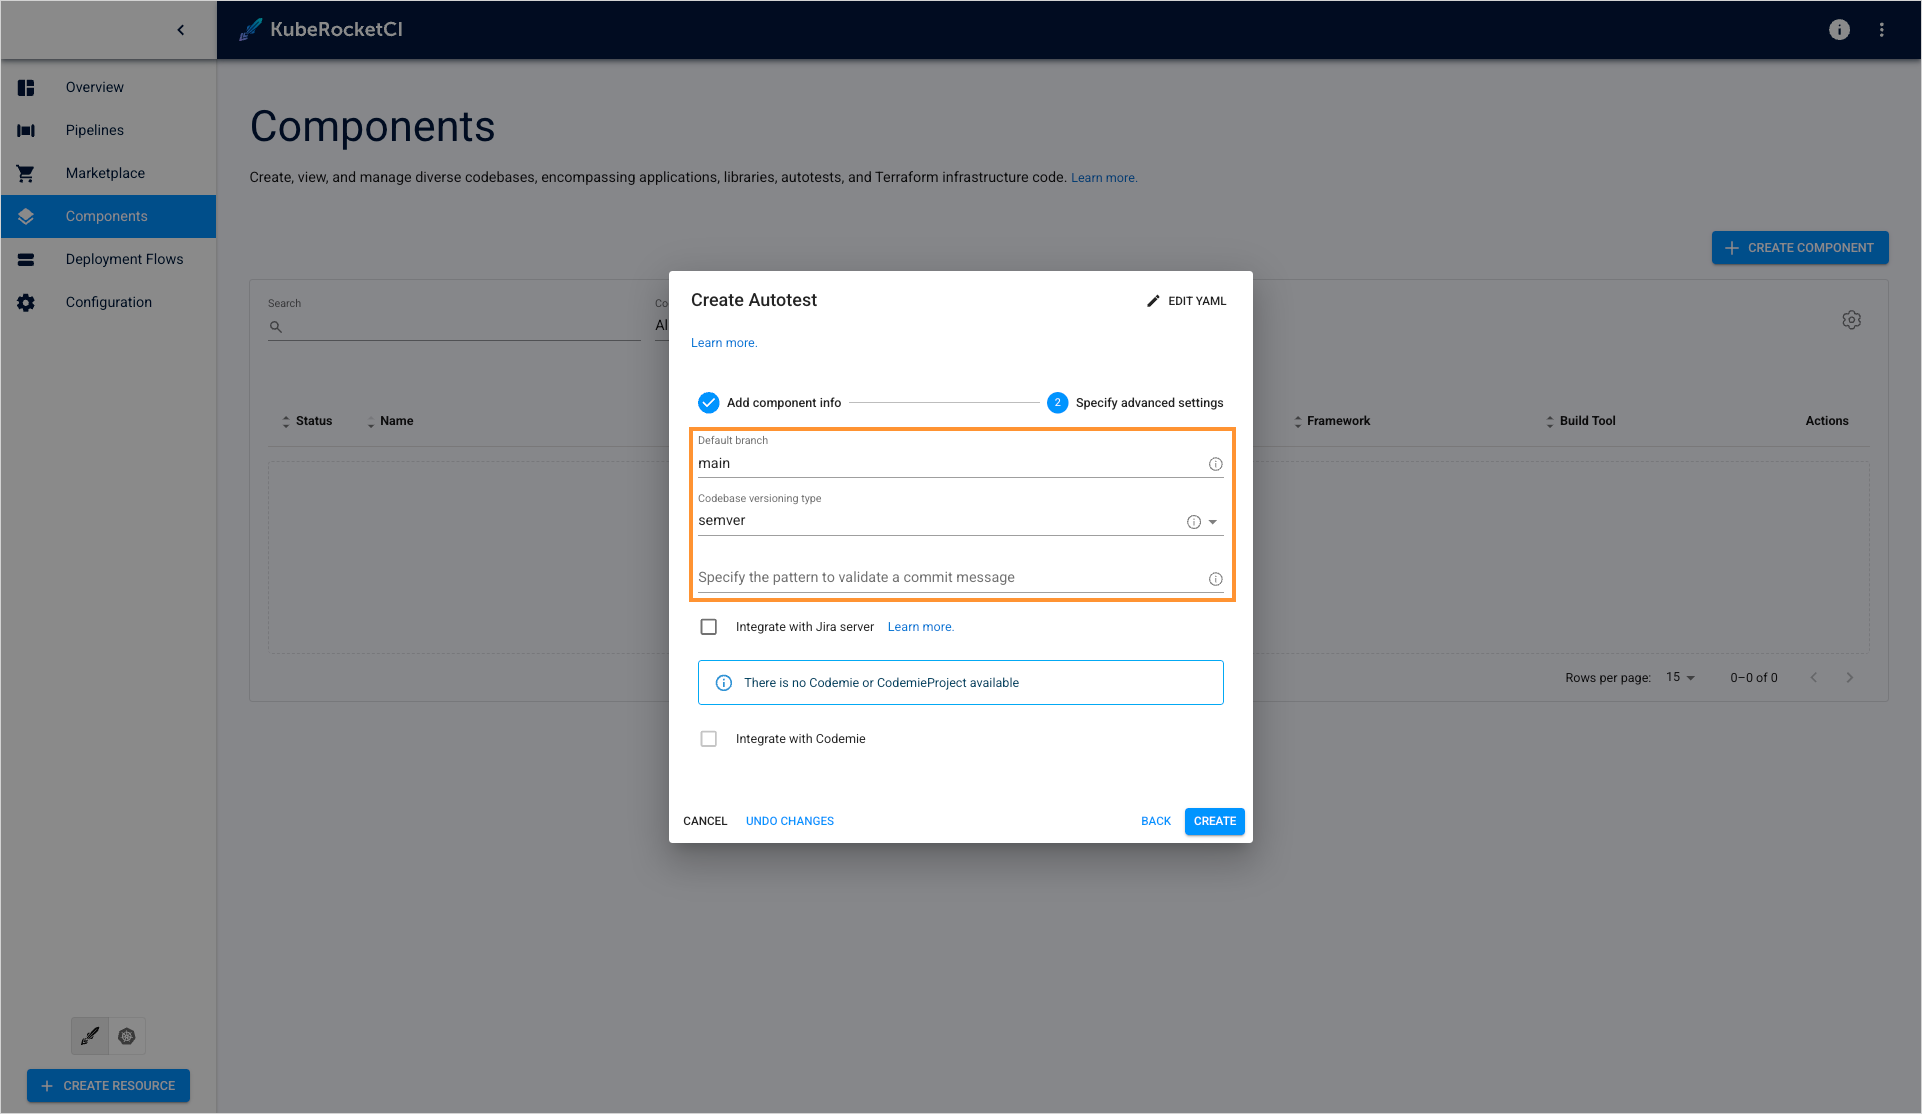 KubeRocketCI
Overview
Pipelines
Marketplace
Components
Deployment Flows
Configuration
CREATE RESOURCE
Components
Create, view, and manage diverse codebases, encompassing applications, libraries, autotests, and Terraform infrastructure code. Learn more.
CREATE COMPONENT
Search
Status
Name
Framework
Build Tool
Actions
Rows per page: 15
0–0 of 0
Create Autotest
EDIT YAML
Learn more.
Add component info
2 Specify advanced settings
Default branch
main
Codebase versioning type
semver
Specify the pattern to validate a commit message
Integrate with Jira server Learn more.
There is no Codemie or CodemieProject available
Integrate with Codemie
CANCEL
UNDO CHANGES
BACK
CREATE